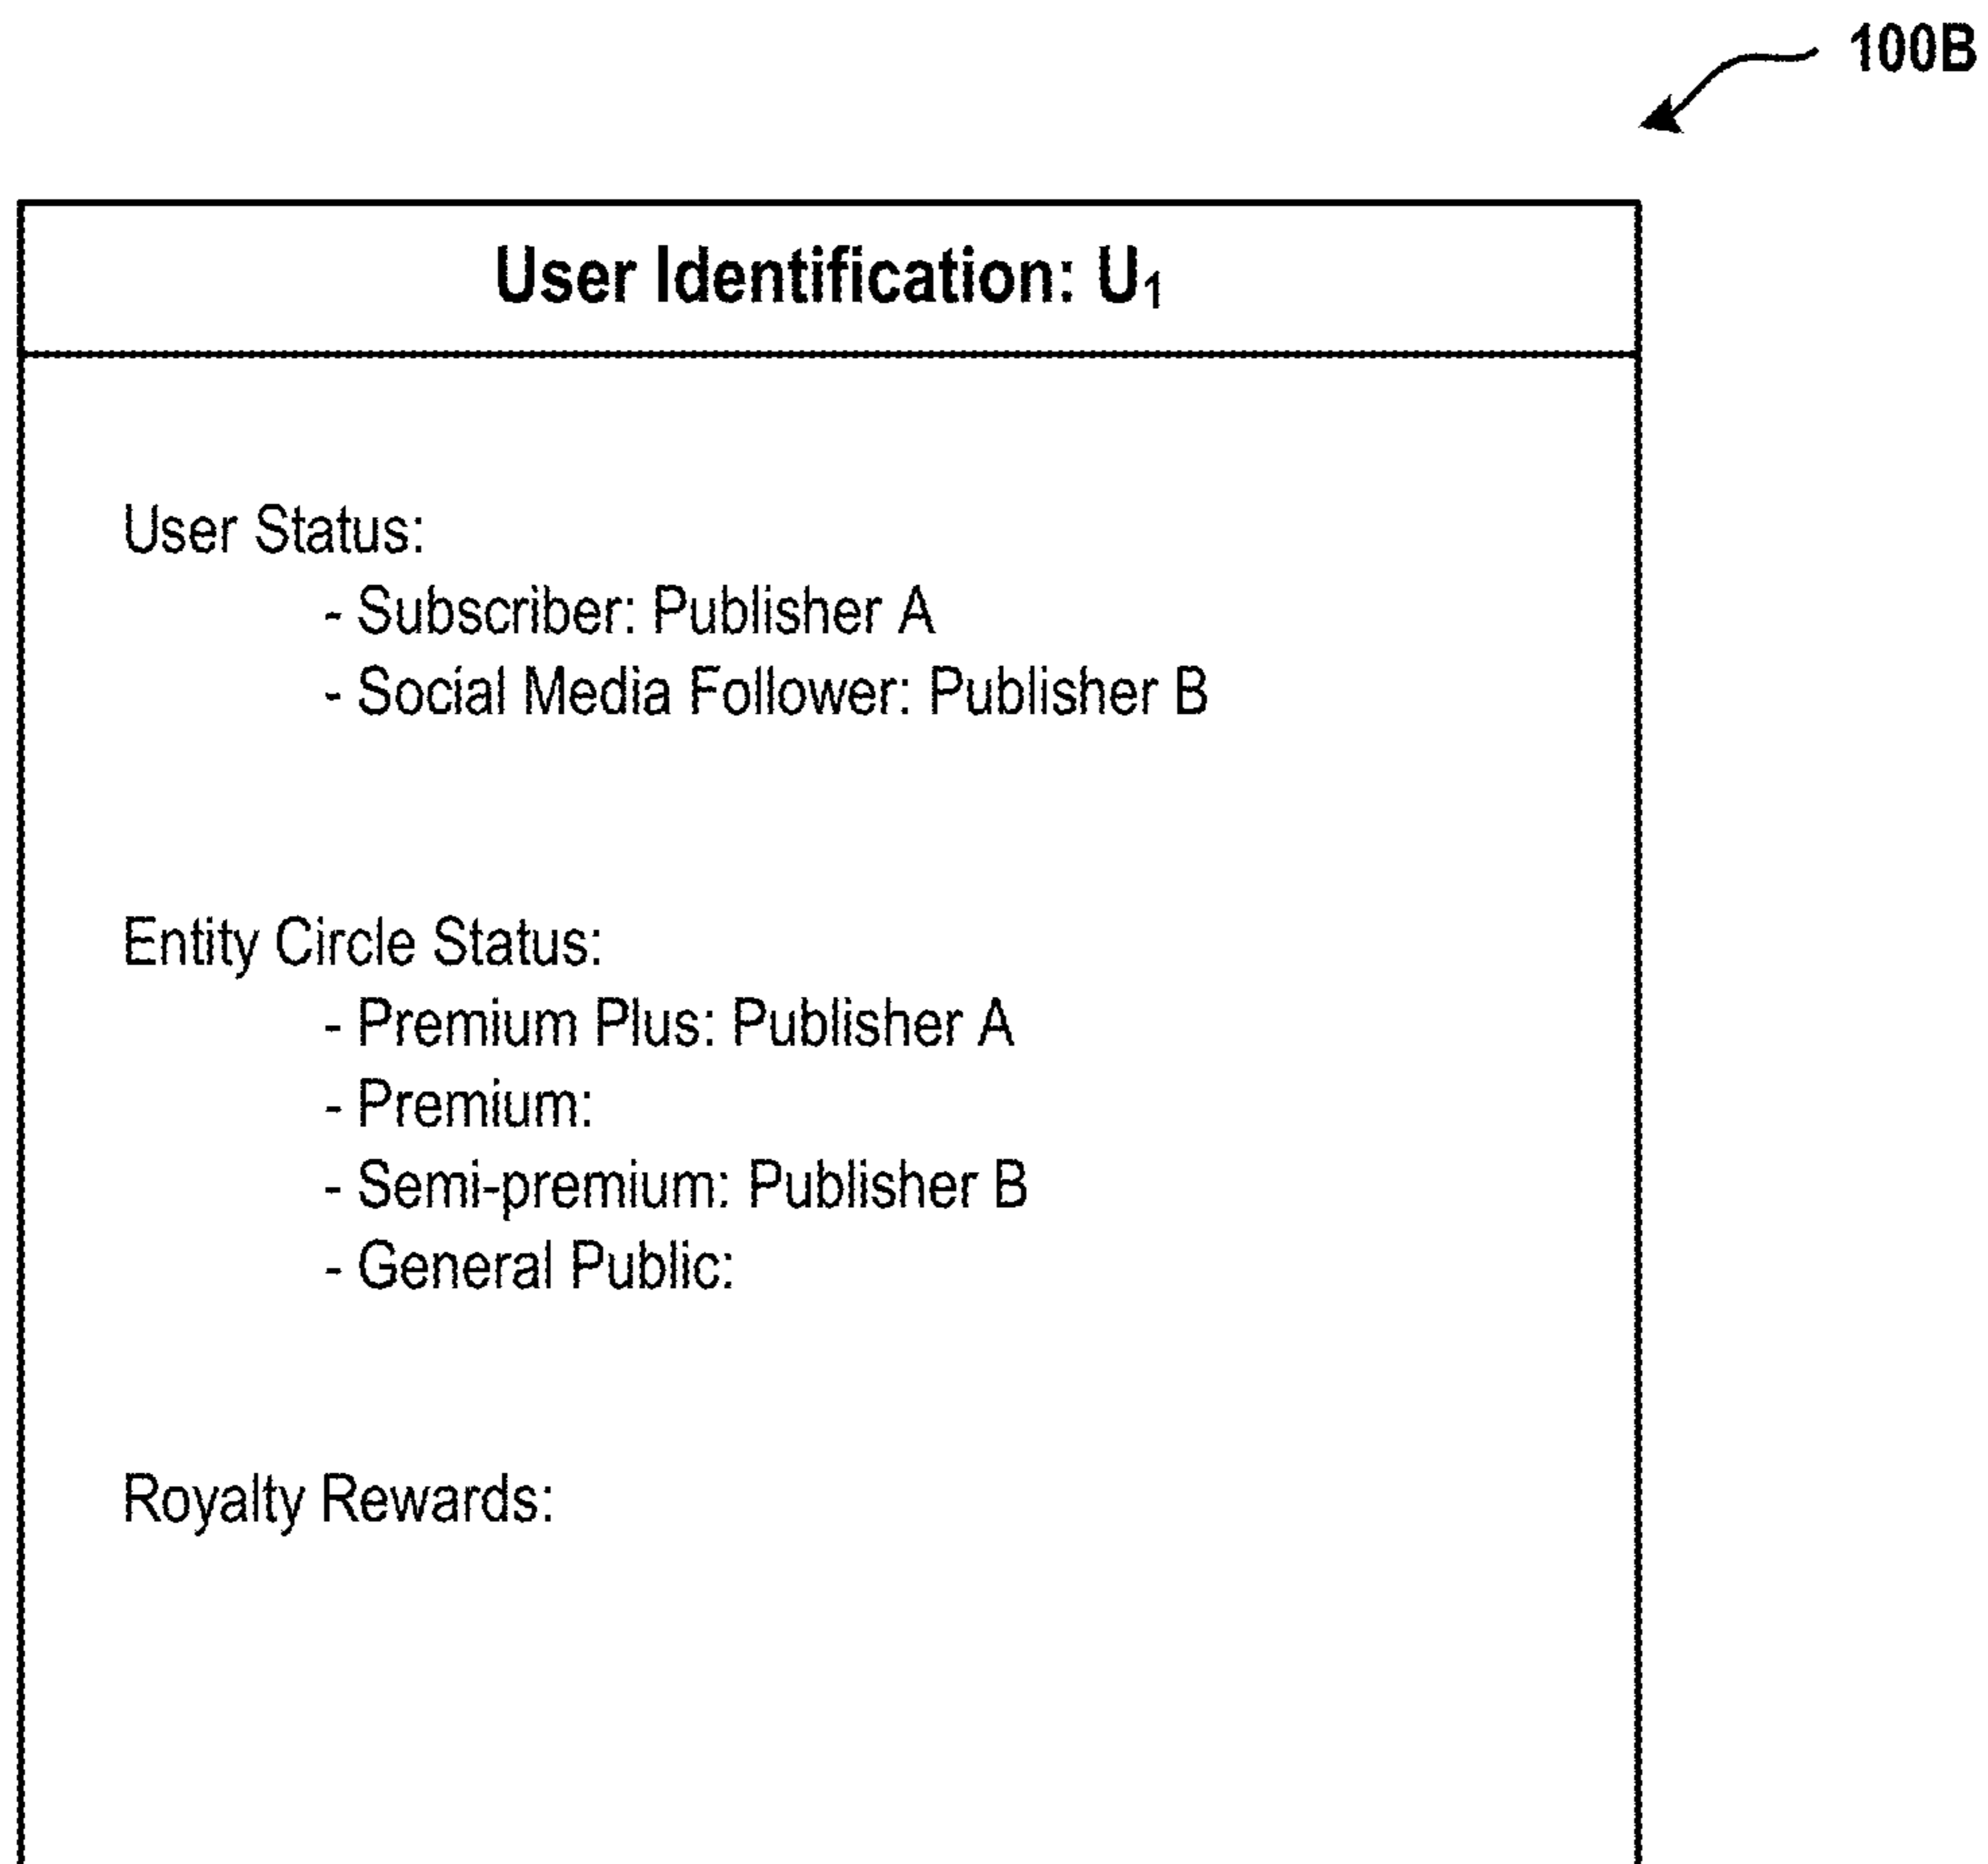 100B
User Identification: U₁
User Status:
- Subscriber: Publisher A
- Social Media Follower: Publisher B
Entity Circle Status:
- Premium Plus: Publisher A
- Premium:
- Semi-premium: Publisher B
- General Public:
Royalty Rewards: